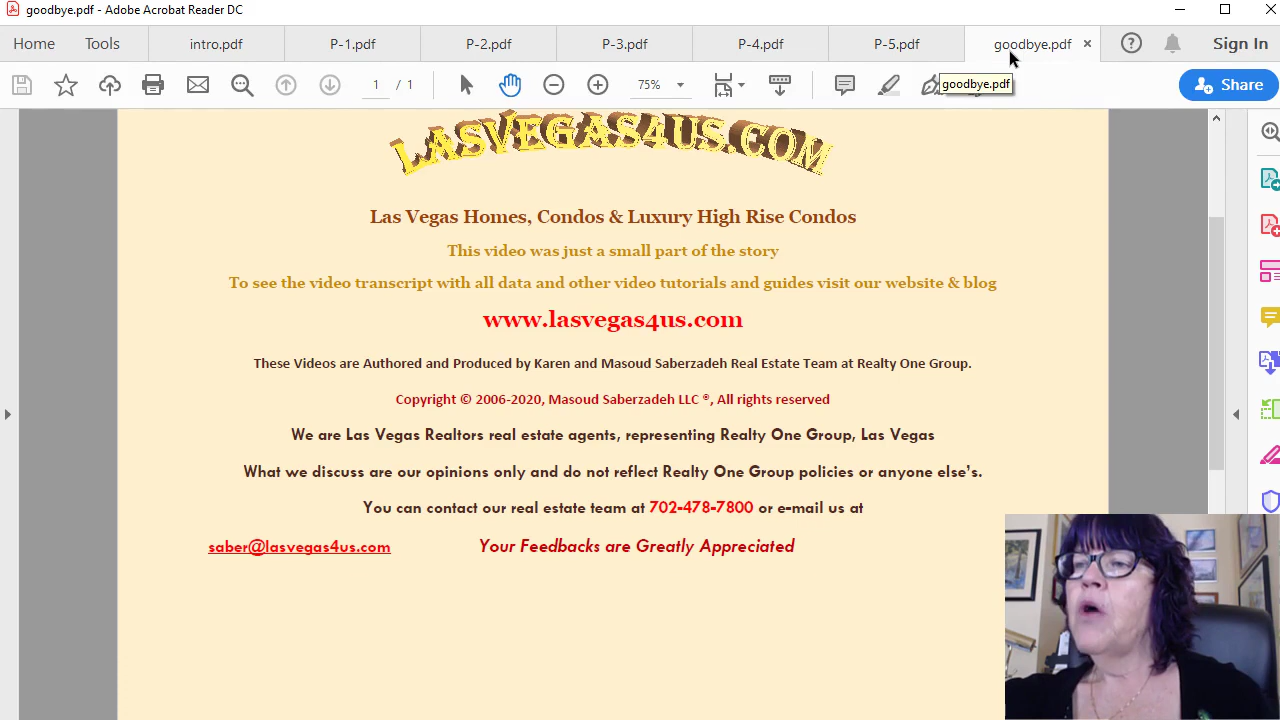 goodbye.pdf - Adobe Acrobat Reader DC
Home Tools intro.pdf P-1.pdf P-2.pdf P-3.pdf P-4.pdf P-5.pdf goodbye.pdf × Sign In
1 / 1 75% Share
goodbye.pdf
LASVEGAS4US.COM
Las Vegas Homes, Condos & Luxury High Rise Condos
This video was just a small part of the story
To see the video transcript with all data and other video tutorials and guides visit our website & blog
www.lasvegas4us.com
These Videos are Authored and Produced by Karen and Masoud Saberzadeh Real Estate Team at Realty One Group.
Copyright © 2006-2020, Masoud Saberzadeh LLC ®, All rights reserved
We are Las Vegas Realtors real estate agents, representing Realty One Group, Las Vegas
What we discuss are our opinions only and do not reflect Realty One Group policies or anyone else's.
You can contact our real estate team at 702-478-7800 or e-mail us at
saber@lasvegas4us.com Your Feedbacks are Greatly Appreciated